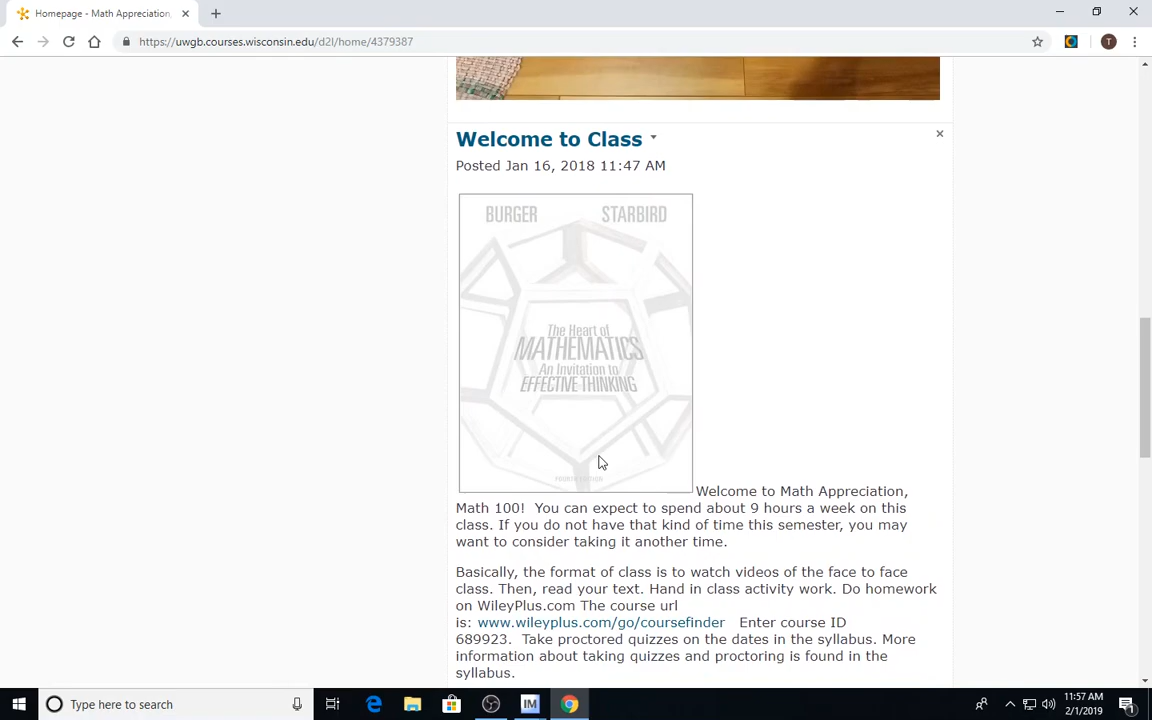 Homepage - Math Appreciation,
https://uwgb.courses.wisconsin.edu/d2l/home/4379387
Welcome to Class
Posted Jan 16, 2018 11:47 AM
BURGER STARBIRD
The Heart of
MATHEMATICS
An Invitation to
EFFECTIVE THINKING
FOURTH EDITION
Welcome to Math Appreciation,
Math 100! You can expect to spend about 9 hours a week on this
class. If you do not have that kind of time this semester, you may
want to consider taking it another time.
Basically, the format of class is to watch videos of the face to face
class. Then, read your text. Hand in class activity work. Do homework
on WileyPlus.com The course url
is: www.wileyplus.com/go/coursefinder Enter course ID
689923. Take proctored quizzes on the dates in the syllabus. More
information about taking quizzes and proctoring is found in the
syllabus.
Type here to search
IM
T
11:57 AM
2/1/2019
1